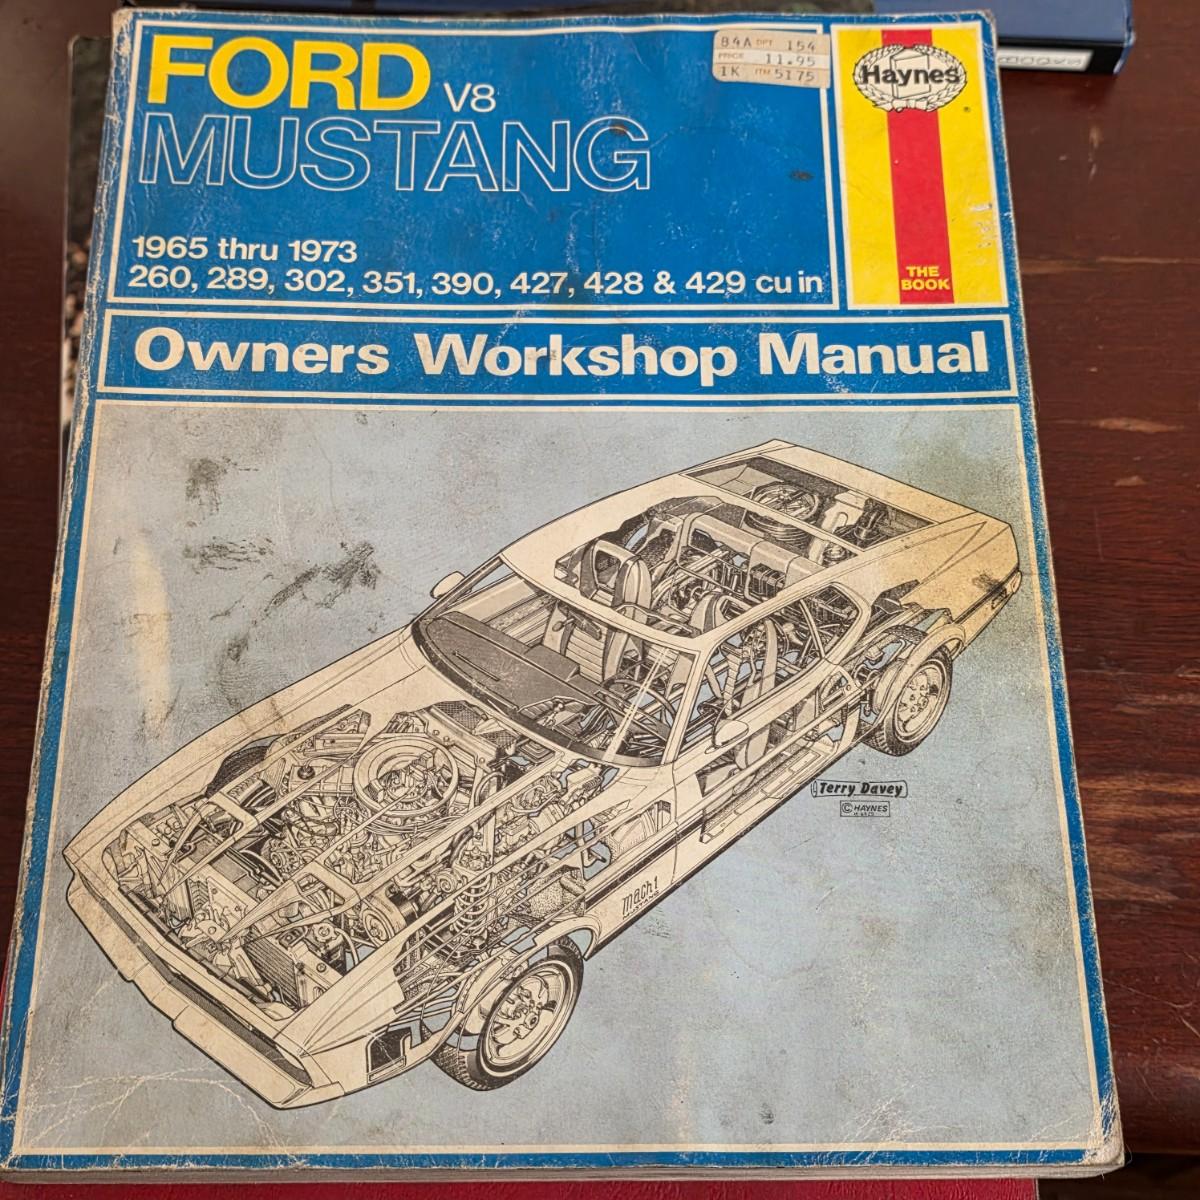 FORD V8
MUSTANG
84A DPT 154
PRICE 11.95
1K ITM 5175
Haynes
®
1965 thru 1973
260, 289, 302, 351, 390, 427, 428 & 429 cu in
THE
BOOK
Owners Workshop Manual
Terry Davey
© HAYNES
mach 1